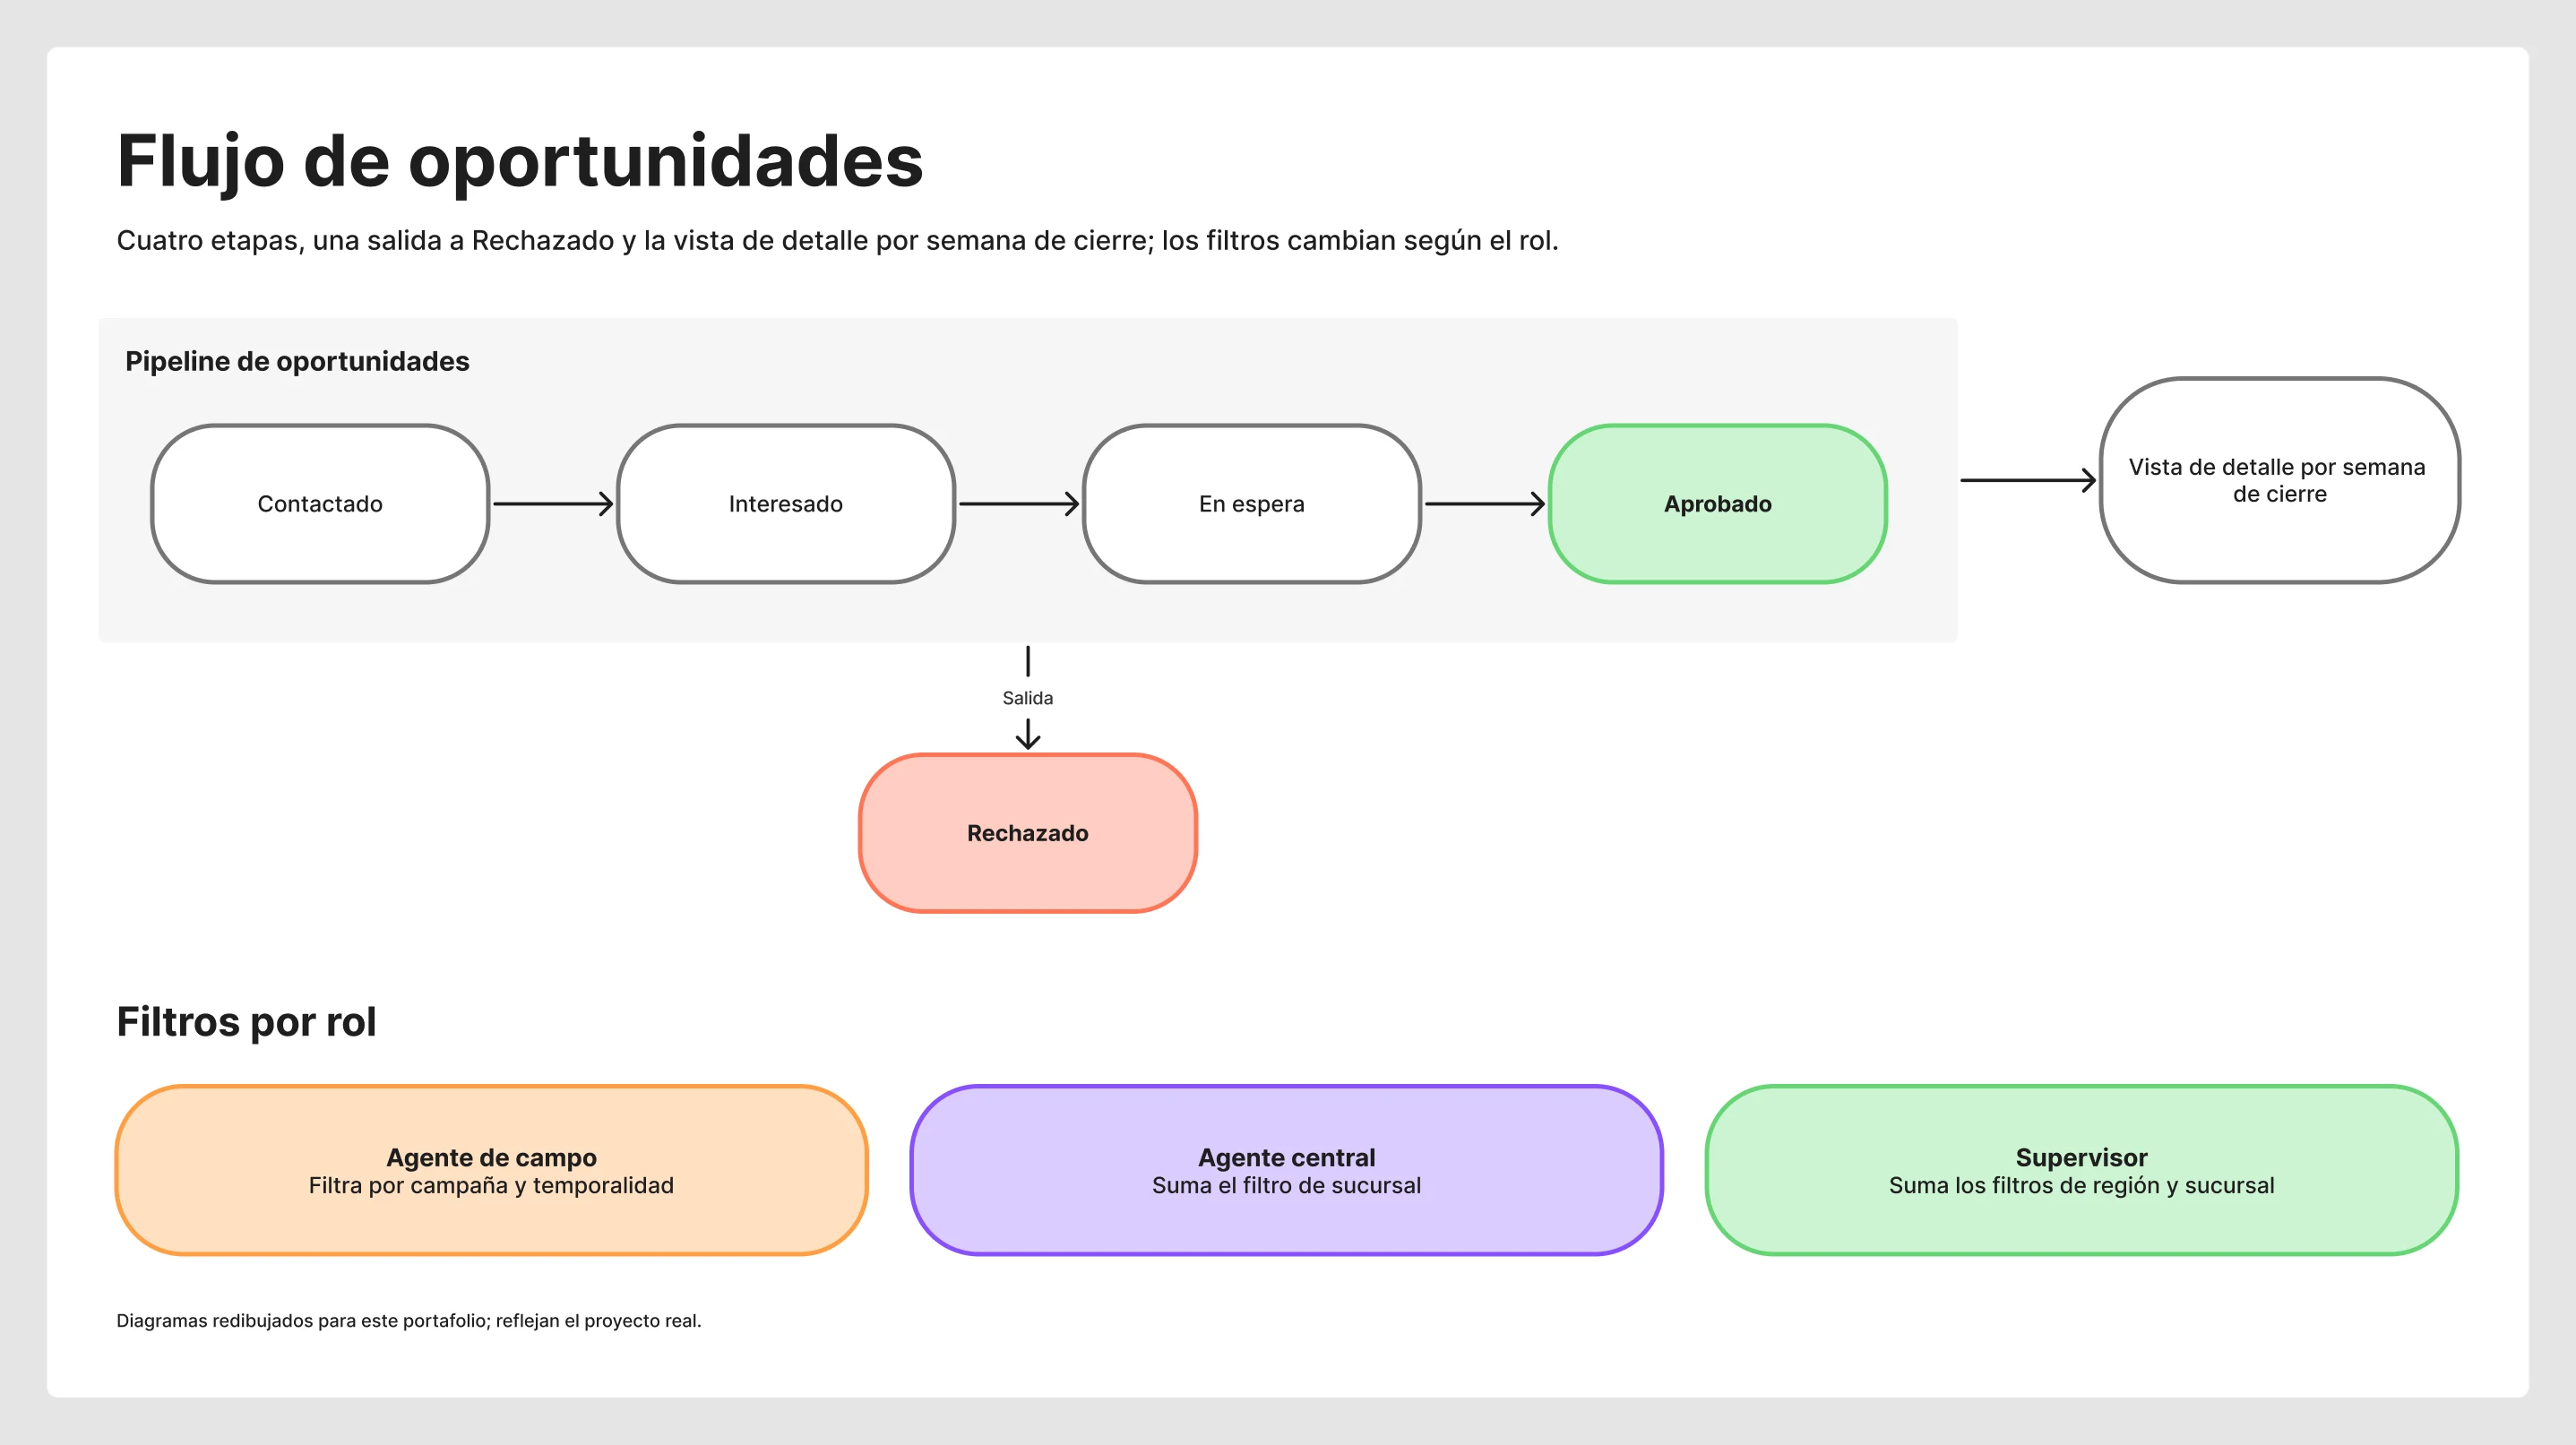 Flujo de oportunidades
Cuatro etapas, una salida a Rechazado y la vista de detalle por semana de cierre; los filtros cambian según el rol.
Pipeline de oportunidades
Contactado
Interesado
En espera
Aprobado
Vista de detalle por semana
de cierre
Salida
Rechazado
Filtros por rol
Agente de campo
Filtra por campaña y temporalidad
Agente central
Suma el filtro de sucursal
Supervisor
Suma los filtros de región y sucursal
Diagramas redibujados para este portafolio; reflejan el proyecto real.